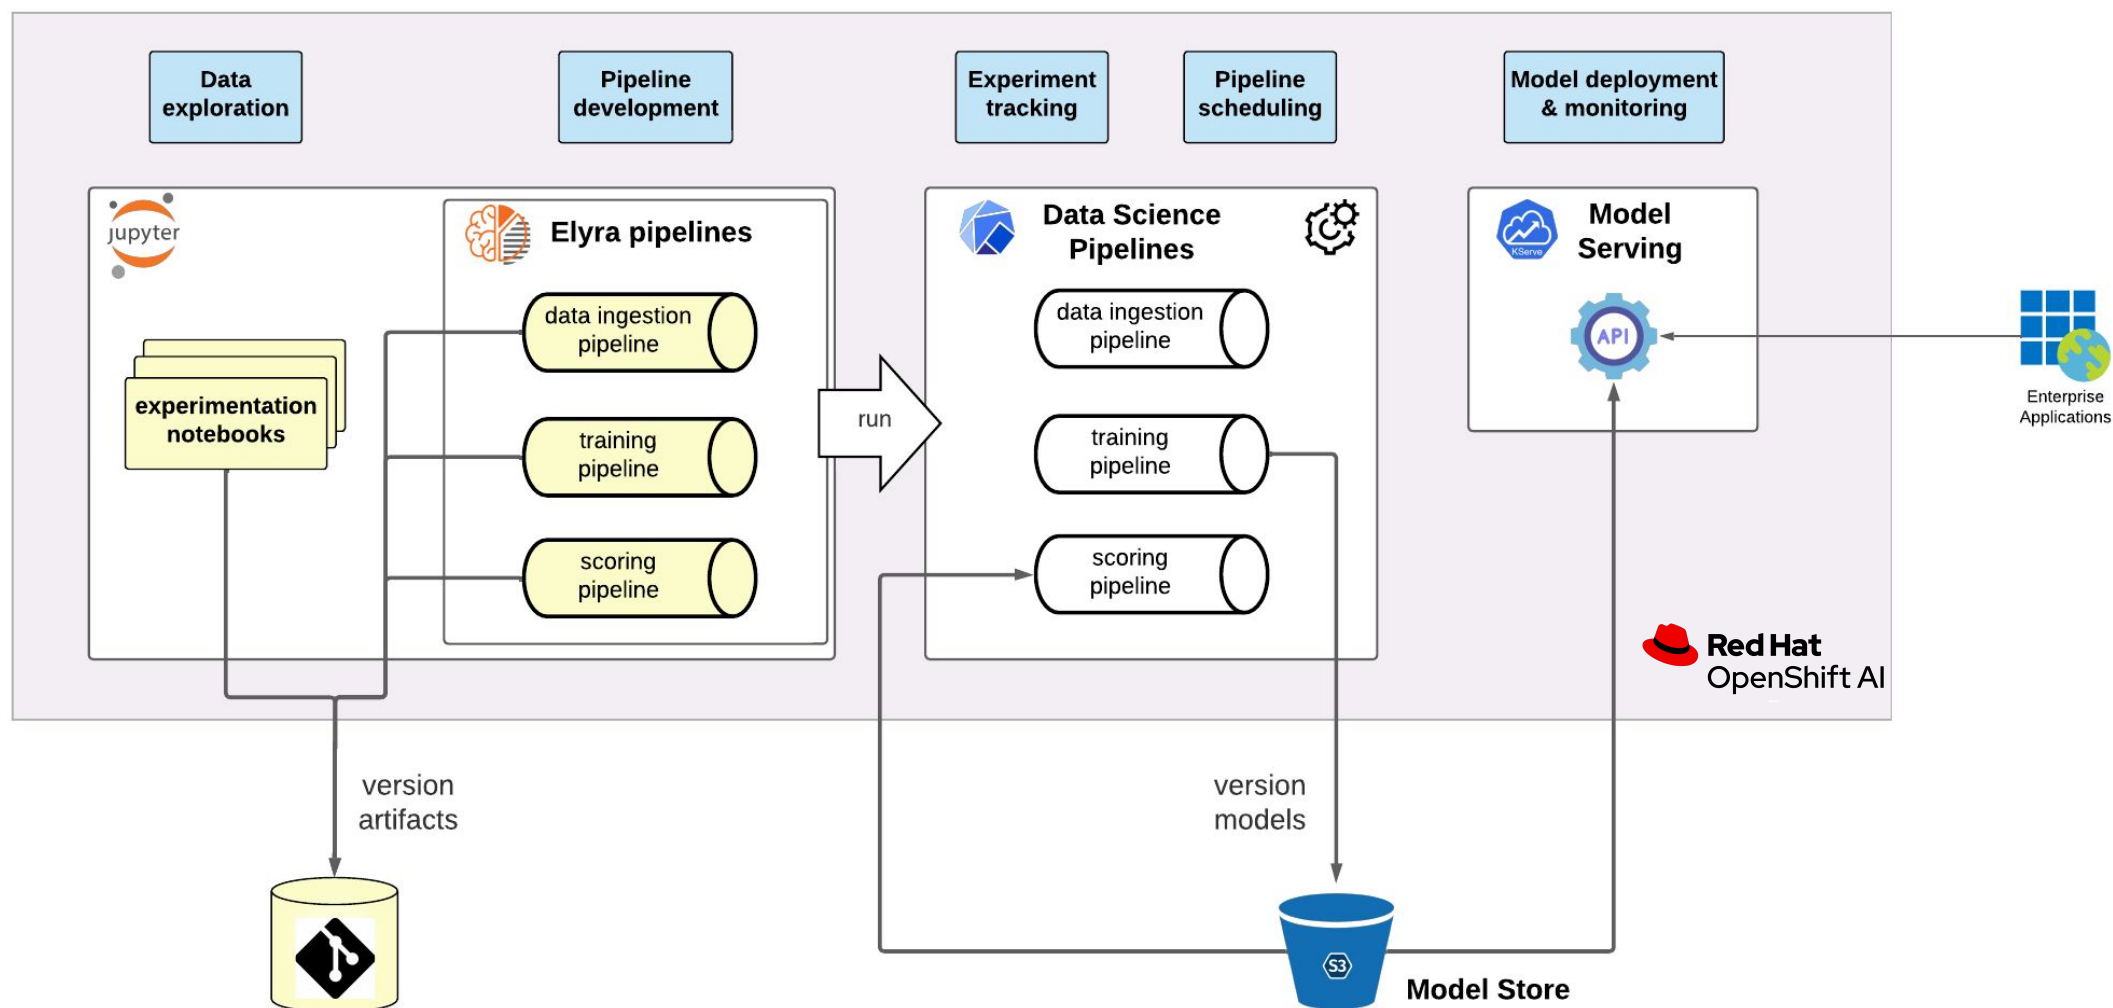 Data
exploration
Pipeline
development
Experiment
tracking
Pipeline
scheduling
Model deployment
& monitoring
jupyter
Elyra pipelines
data ingestion
pipeline
training
pipeline
scoring
pipeline
experimentation
notebooks
run
Data Science
Pipelines
data ingestion
pipeline
training
pipeline
scoring
pipeline
KServe
Model
Serving
API
Enterprise
Applications
Red Hat
OpenShift AI
version
artifacts
version
models
S3
Model Store